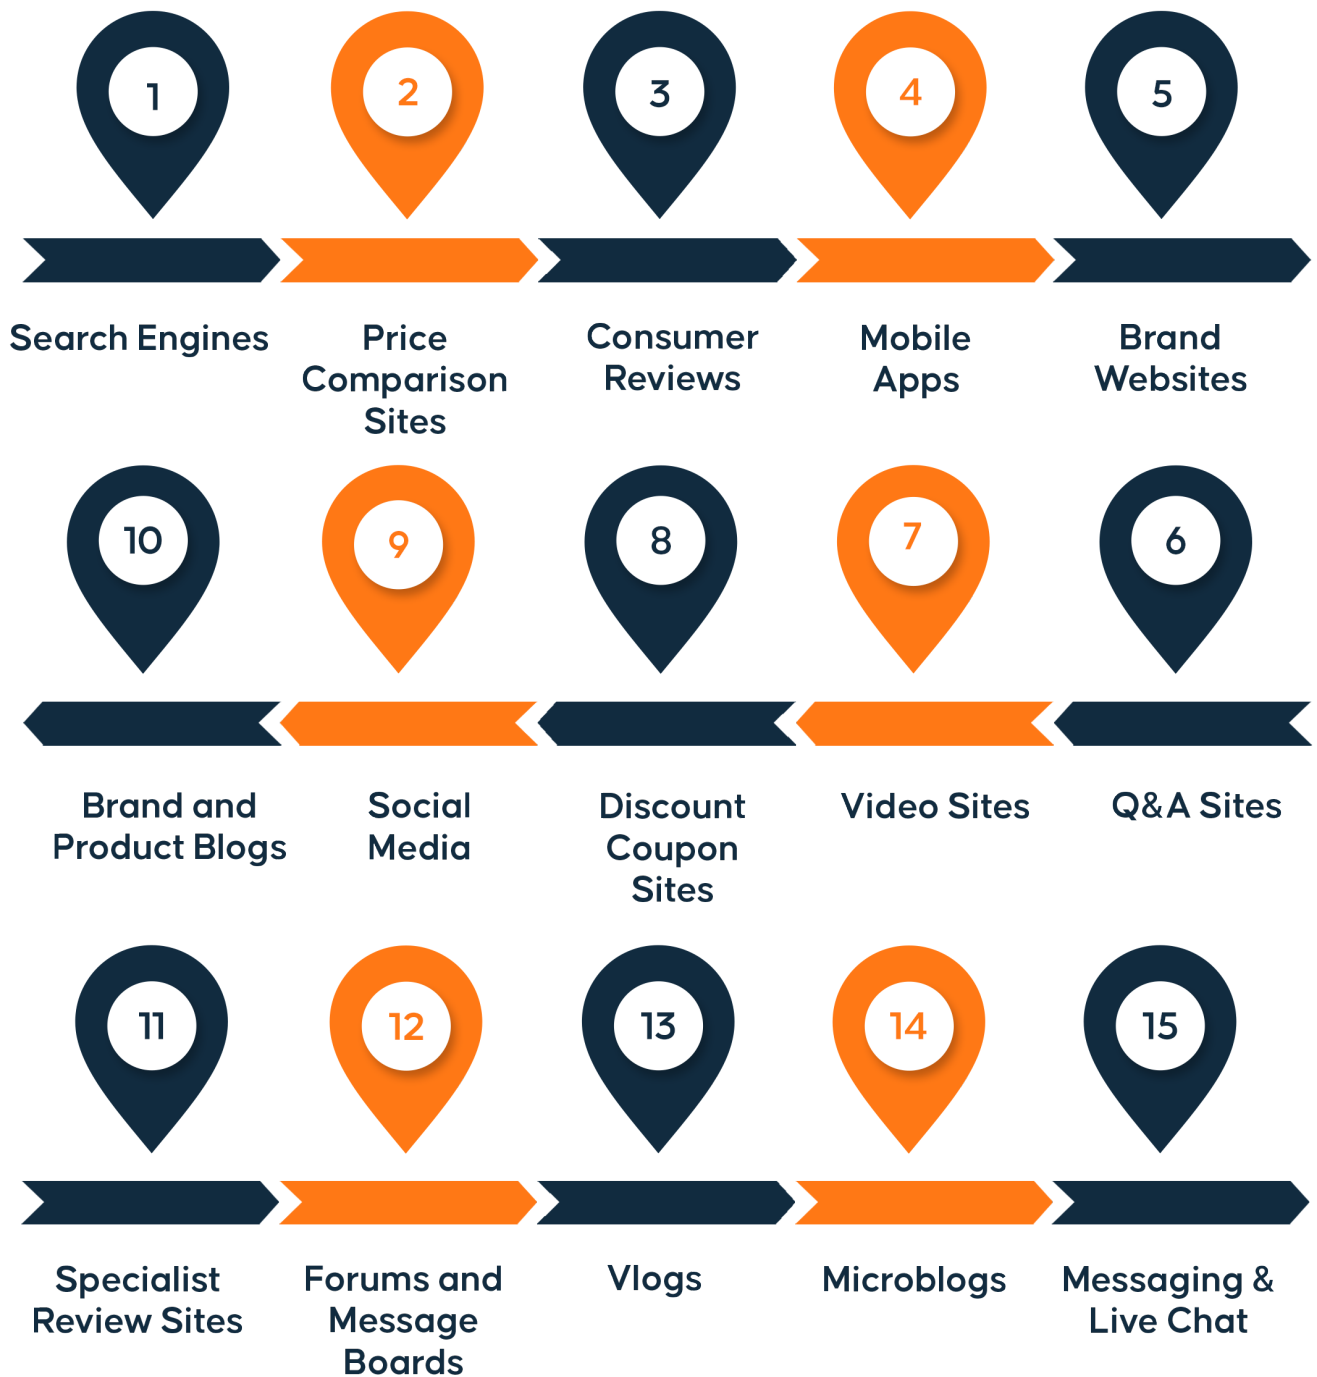 1
2
3
4
5
Search Engines
Price
Comparison
Sites
Consumer
Reviews
Mobile
Apps
Brand
Websites
10
9
8
7
6
Brand and
Product Blogs
Social
Media
Discount
Coupon
Sites
Video Sites
Q&A Sites
11
12
13
14
15
Specialist
Review Sites
Forums and
Message
Boards
Vlogs
Microblogs
Messaging &
Live Chat